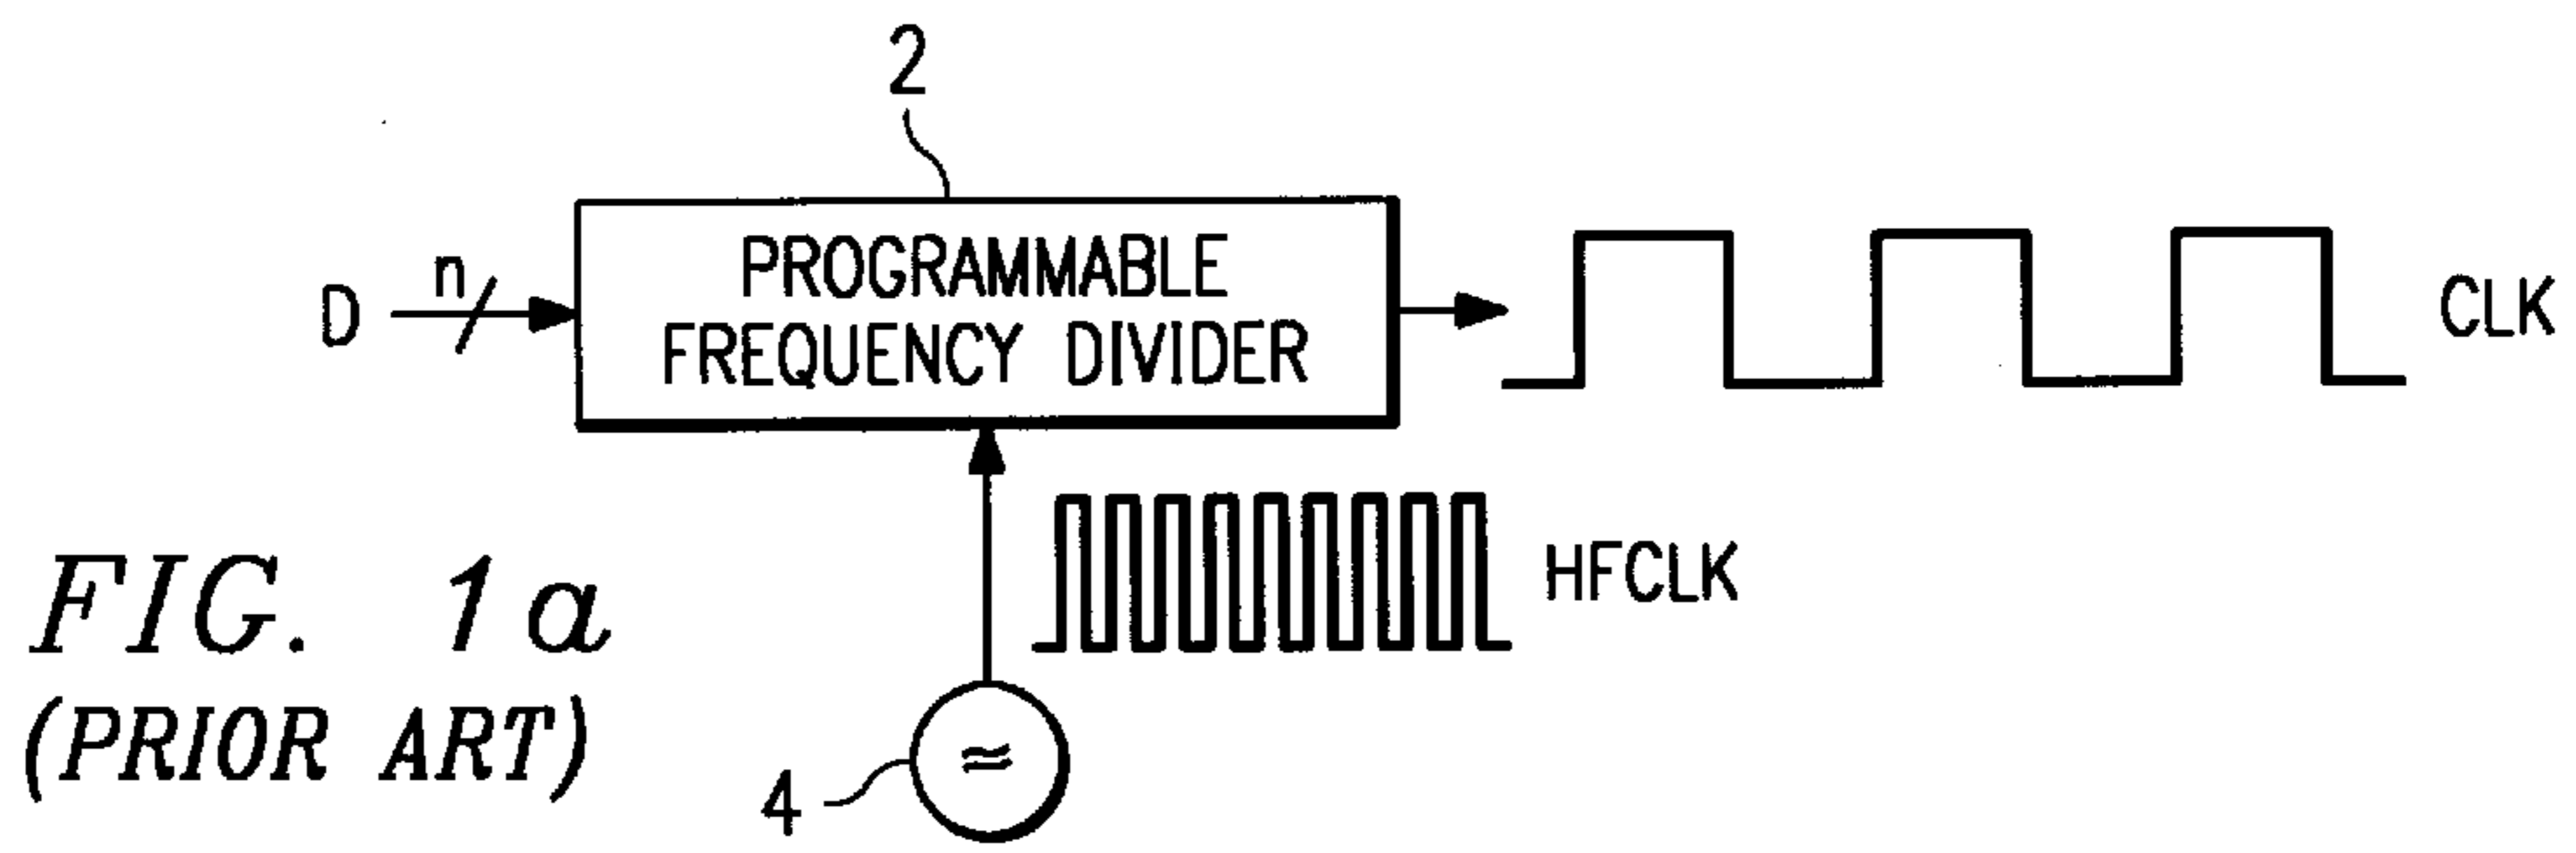 2
n
D
PROGRAMMABLE
FREQUENCY DIVIDER
CLK
HFCLK
FIG. 1a
(PRIOR ART)
4
≈